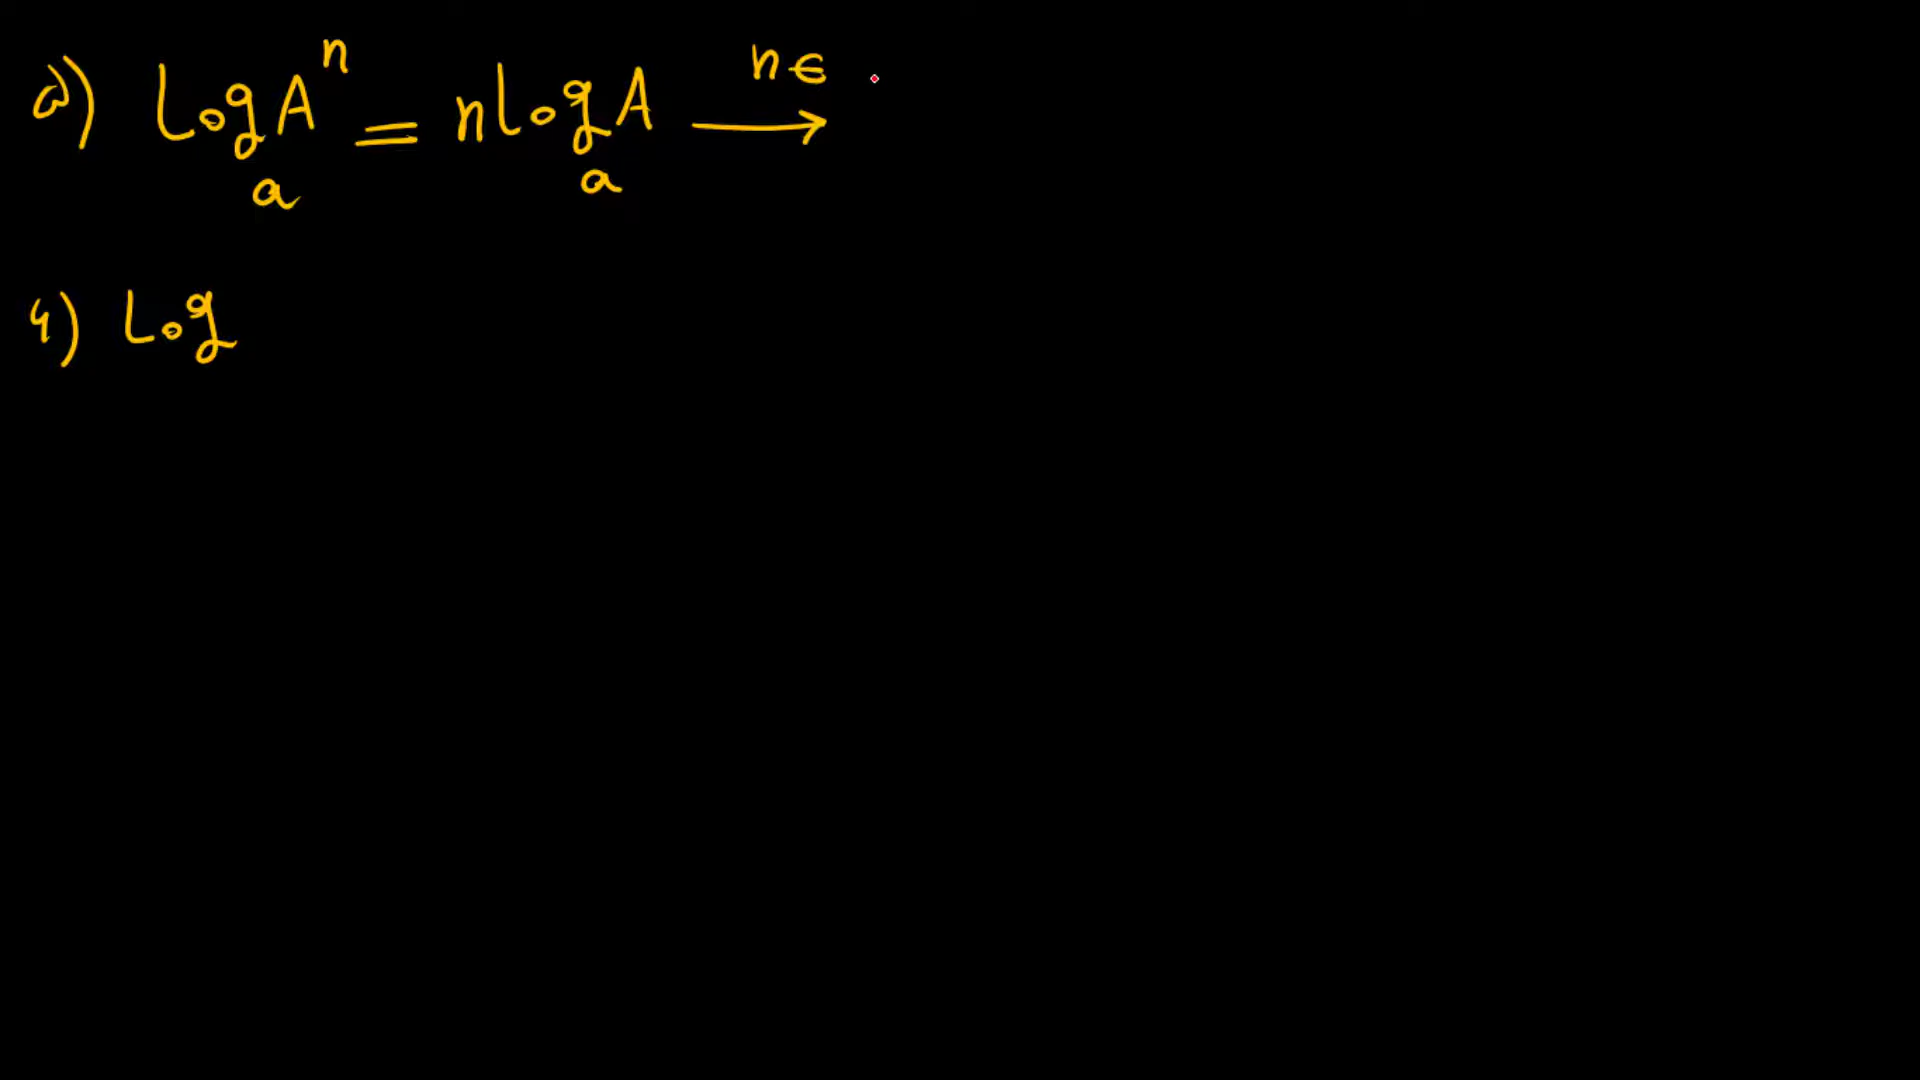 d) Log_a A^n = n log_a A ⟶ n∈
4) Log